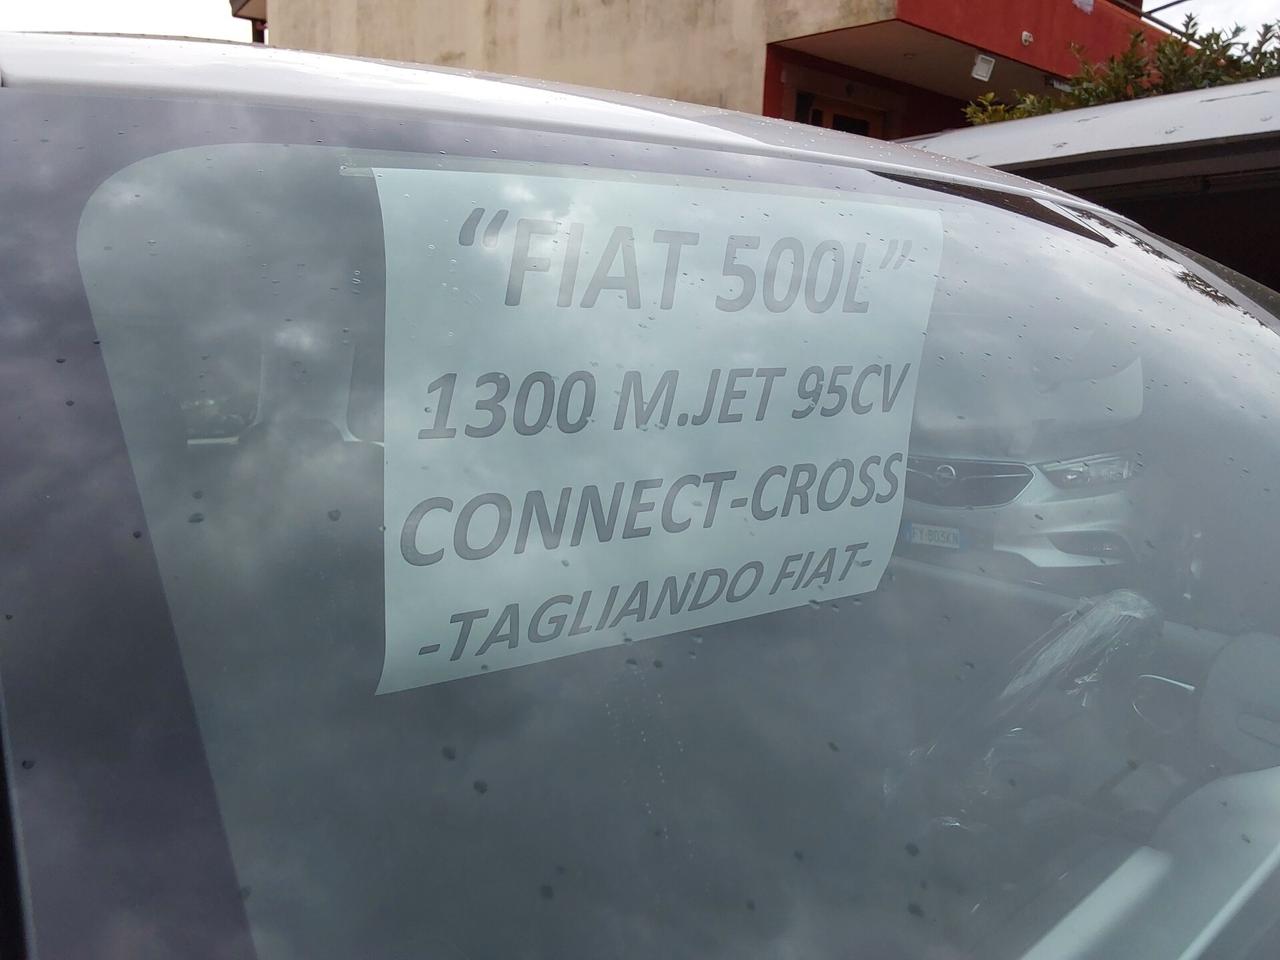 “FIAT 500L”
1300 M.JET 95CV
CONNECT-CROSS
-TAGLIANDO FIAT-